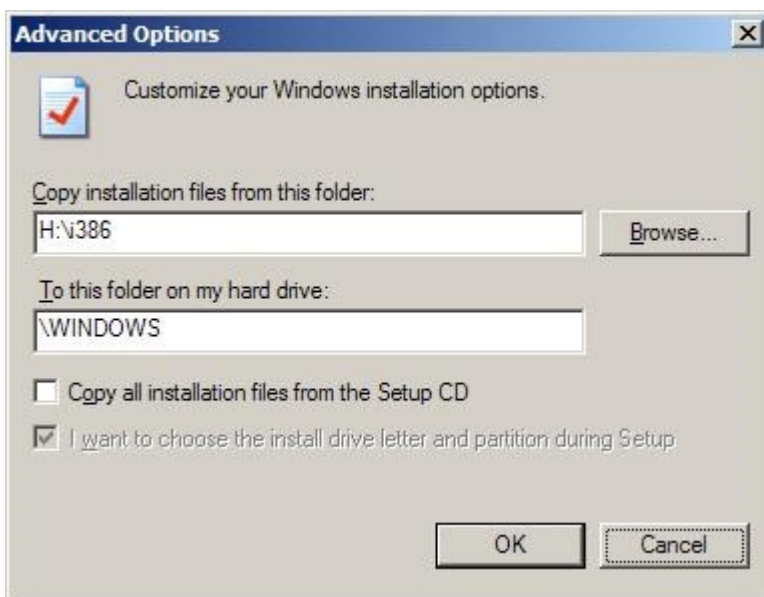 Advanced Options
Customize your Windows installation options.
Copy installation files from this folder:
H:\i386
Browse...
To this folder on my hard drive:
\WINDOWS
Copy all installation files from the Setup CD
I want to choose the install drive letter and partition during Setup
OK
Cancel